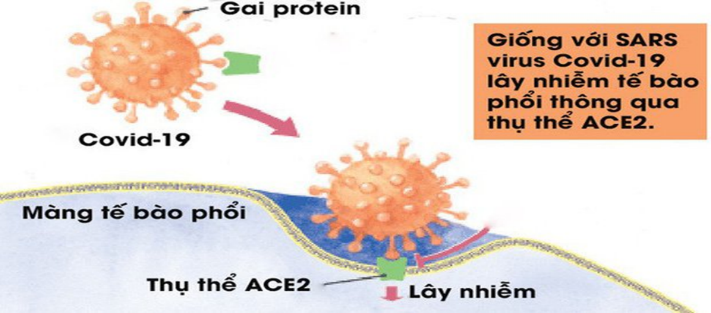 Gai protein
Giống với SARS
virus Covid-19
lây nhiễm tế bào
phổi thông qua
thụ thể ACE2.
Covid-19
Màng tế bào phổi
Thụ thể ACE2
Lây nhiễm